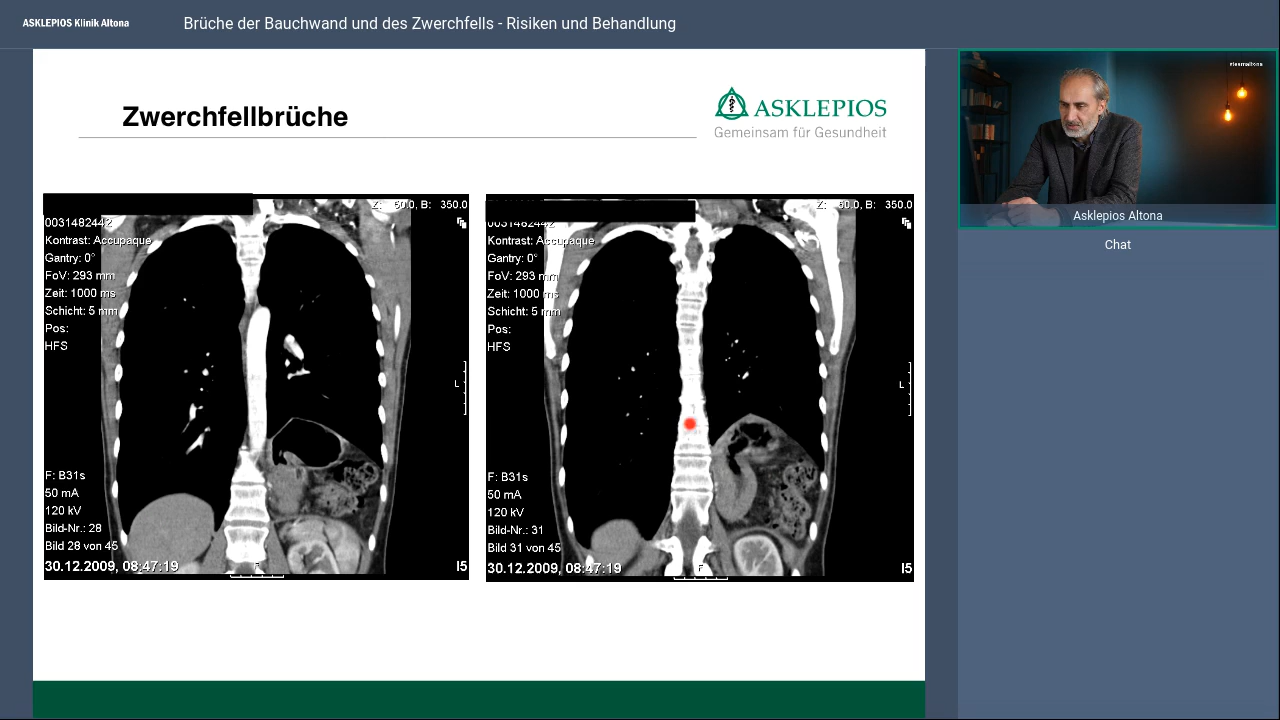 ASKLEPIOS Klinik Altona
Brüche der Bauchwand und des Zwerchfells - Risiken und Behandlung
Zwerchfellbrüche
ASKLEPIOS
Gemeinsam für Gesundheit
Z: 50.0, B: 350.0
0031482442
Kontrast: Accupaque
Gantry: 0°
FoV: 293 mm
Zeit: 1000 ms
Schicht: 5 mm
Pos:
HFS
L
F: B31s
50 mA
120 kV
Bild-Nr.: 28
Bild 28 von 45
30.12.2009, 08:47:19
F
I5
Z: 50.0, B: 350.0
0031482442
Kontrast: Accupaque
Gantry: 0°
FoV: 293 mm
Zeit: 1000 ms
Schicht: 5 mm
Pos:
HFS
L
F: B31s
50 mA
120 kV
Bild-Nr.: 31
Bild 31 von 45
30.12.2009, 08:47:19
F
I5
Asklepios Altona
Chat